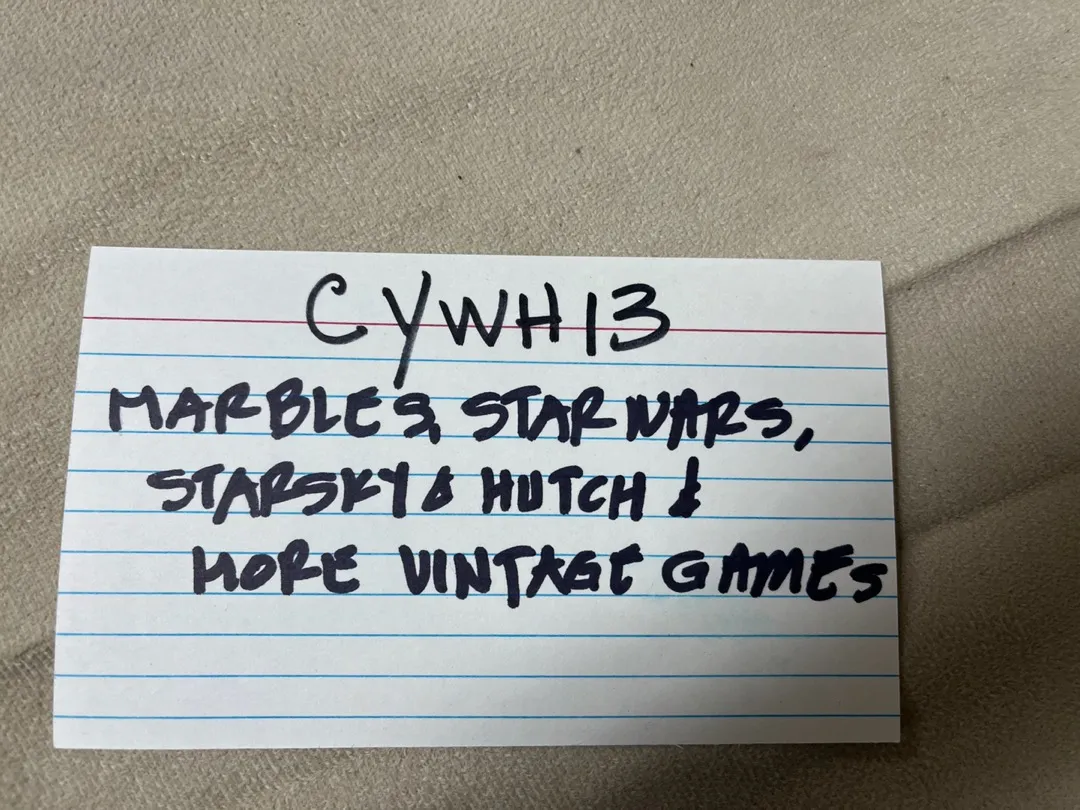 CYWH13
MARBLES, STAR WARS,
STARSKY & HUTCH &
MORE VINTAGE GAMES